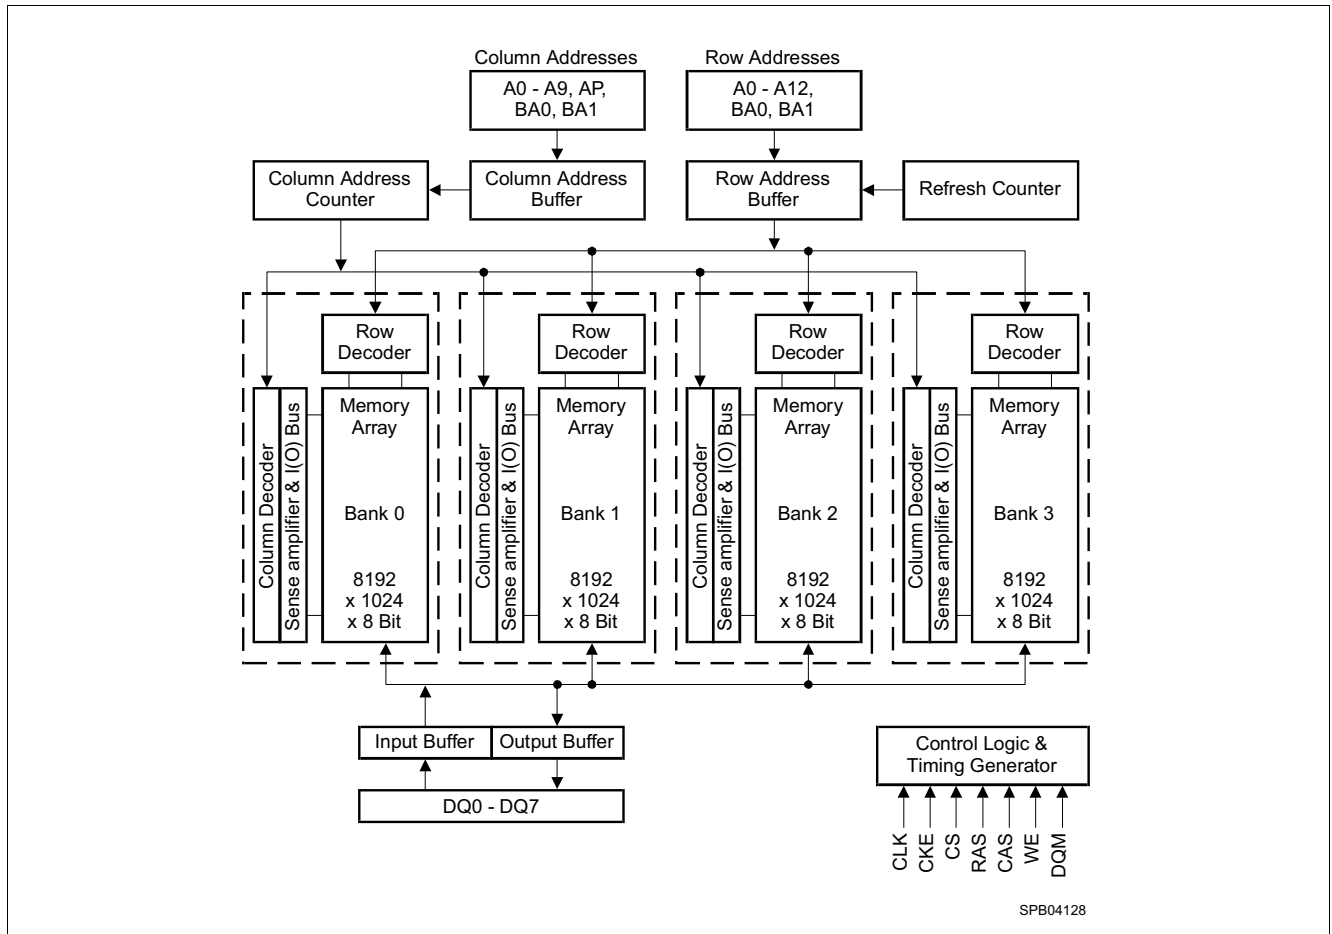 Column Addresses
Row Addresses
A0 - A9, AP,
BA0, BA1
A0 - A12,
BA0, BA1
Column Address
Counter
Column Address
Buffer
Row Address
Buffer
Refresh Counter
Row
Decoder
Row
Decoder
Row
Decoder
Row
Decoder
Column Decoder
Sense amplifier & I(O) Bus
Memory
Array
Bank 0
8192
x 1024
x 8 Bit
Column Decoder
Sense amplifier & I(O) Bus
Memory
Array
Bank 1
8192
x 1024
x 8 Bit
Column Decoder
Sense amplifier & I(O) Bus
Memory
Array
Bank 2
8192
x 1024
x 8 Bit
Column Decoder
Sense amplifier & I(O) Bus
Memory
Array
Bank 3
8192
x 1024
x 8 Bit
Input Buffer
Output Buffer
DQ0 - DQ7
Control Logic &
Timing Generator
CLK
CKE
CS
RAS
CAS
WE
DQM
SPB04128